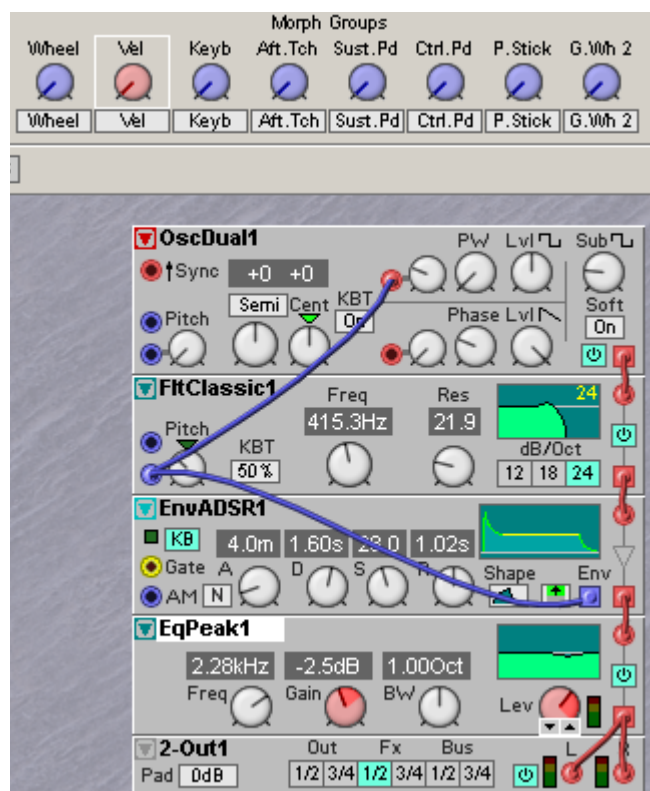 Morph Groups
Wheel Vel Keyb Aft.Tch Sust.Pd Ctrl.Pd P.Stick G.Wh 2
Wheel Vel Keyb Aft.Tch Sust.Pd Ctrl.Pd P.Stick G.Wh 2
OscDual1 PW Lvl Sub
Sync +0 +0
Semi Cent KBT
Pitch On Phase Lvl Soft
On
FltClassic1 Freq Res 24
Pitch 415.3Hz 21.9
KBT dB/Oct
50% 12 18 24
EnvADSR1
KB 4.0m 1.60s 28.0 1.02s
Gate A D S R Shape Env
AM N
EqPeak1
2.28kHz -2.5dB 1.00Oct
Freq Gain BW Lev
2-Out1 Out Fx Bus L R
Pad 0dB 1/2 3/4 1/2 3/4 1/2 3/4